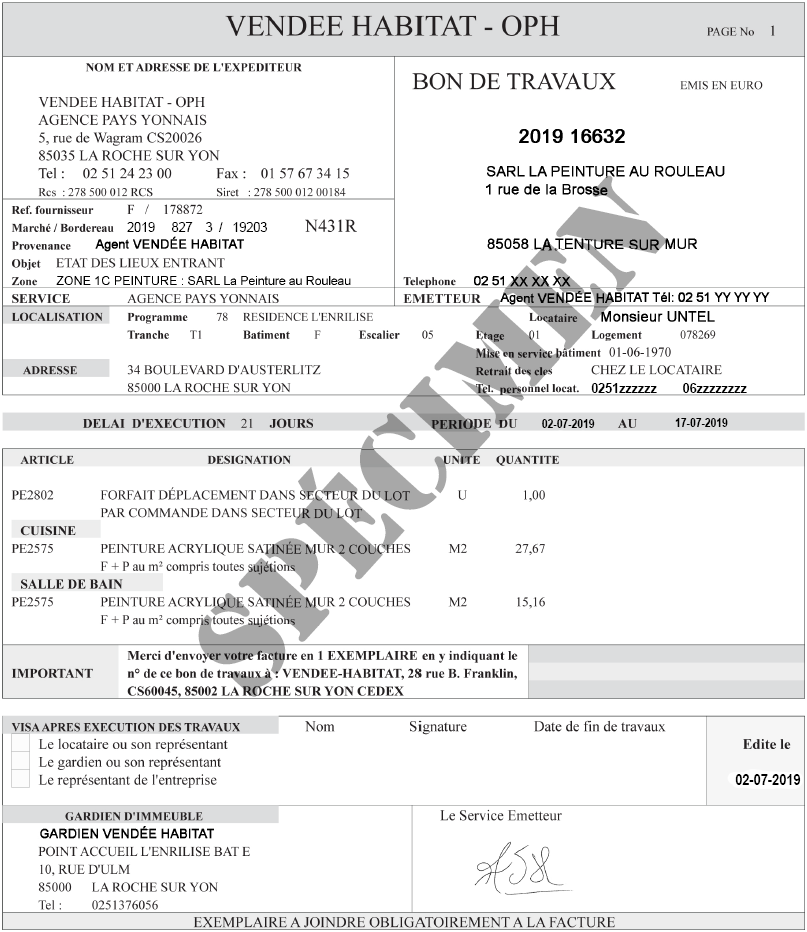 VENDEE HABITAT - OPH
PAGE No 1
NOM ET ADRESSE DE L'EXPEDITEUR
VENDEE HABITAT - OPH
AGENCE PAYS YONNAIS
5, rue de Wagram CS20026
85035 LA ROCHE SUR YON
Tel : 02 51 24 23 00 Fax : 01 57 67 34 15
Rcs : 278 500 012 RCS Siret : 278 500 012 00184
BON DE TRAVAUX EMIS EN EURO
2019 16632
SARL LA PEINTURE AU ROULEAU
1 rue de la Brosse
85058 LA TENTURE SUR MUR
Ref. fournisseur F / 178872
Marché / Bordereau 2019 827 3 / 19203 N431R
Provenance Agent VENDÉE HABITAT
Objet ETAT DES LIEUX ENTRANT
Zone ZONE 1C PEINTURE : SARL La Peinture au Rouleau
Telephone 02 51 XX XX XX
SERVICE AGENCE PAYS YONNAIS
EMETTEUR Agent VENDÉE HABITAT Tél: 02 51 YY YY YY
LOCALISATION Programme 78 RESIDENCE L'ENRILISE
Locataire Monsieur UNTEL
Tranche T1 Batiment F Escalier 05 Etage 01 Logement 078269
Mise en service bâtiment 01-06-1970
ADRESSE 34 BOULEVARD D'AUSTERLITZ
Retrait des cles CHEZ LE LOCATAIRE
85000 LA ROCHE SUR YON
Tel. personnel locat. 0251zzzzzz 06zzzzzzzz
DELAI D'EXECUTION 21 JOURS PERIODE DU 02-07-2019 AU 17-07-2019
ARTICLE DESIGNATION UNITE QUANTITE
PE2802 FORFAIT DÉPLACEMENT DANS SECTEUR DU LOT U 1,00
PAR COMMANDE DANS SECTEUR DU LOT
CUISINE
PE2575 PEINTURE ACRYLIQUE SATINÉE MUR 2 COUCHES M2 27,67
F + P au m² compris toutes sujétions
SALLE DE BAIN
PE2575 PEINTURE ACRYLIQUE SATINÉE MUR 2 COUCHES M2 15,16
F + P au m² compris toutes sujétions
SPÉCIMEN
IMPORTANT
Merci d'envoyer votre facture en 1 EXEMPLAIRE en y indiquant le
n° de ce bon de travaux à : VENDEE-HABITAT, 28 rue B. Franklin,
CS60045, 85002 LA ROCHE SUR YON CEDEX
VISA APRES EXECUTION DES TRAVAUX Nom Signature Date de fin de travaux
Le locataire ou son représentant
Le gardien ou son représentant
Le représentant de l'entreprise
Edite le
02-07-2019
GARDIEN D'IMMEUBLE
GARDIEN VENDÉE HABITAT
POINT ACCUEIL L'ENRILISE BAT E
10, RUE D'ULM
85000 LA ROCHE SUR YON
Tel : 0251376056
Le Service Emetteur
EXEMPLAIRE A JOINDRE OBLIGATOIREMENT A LA FACTURE